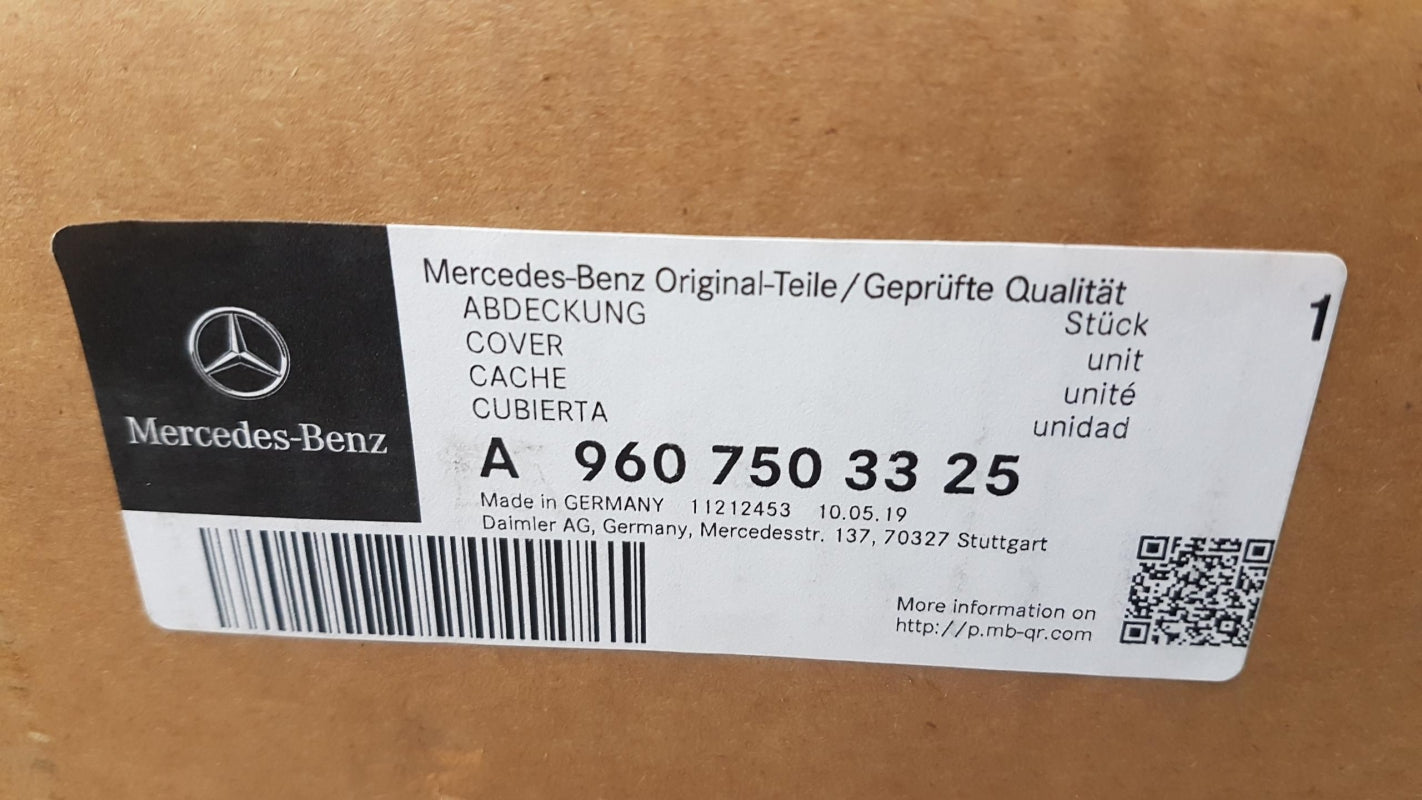 Mercedes-Benz
Mercedes-Benz Original-Teile/Geprüfte Qualität
ABDECKUNG Stück 1
COVER unit
CACHE unité
CUBIERTA unidad
A 960 750 33 25
Made in GERMANY 11212453 10.05.19
Daimler AG, Germany, Mercedesstr. 137, 70327 Stuttgart
More information on
http://p.mb-qr.com